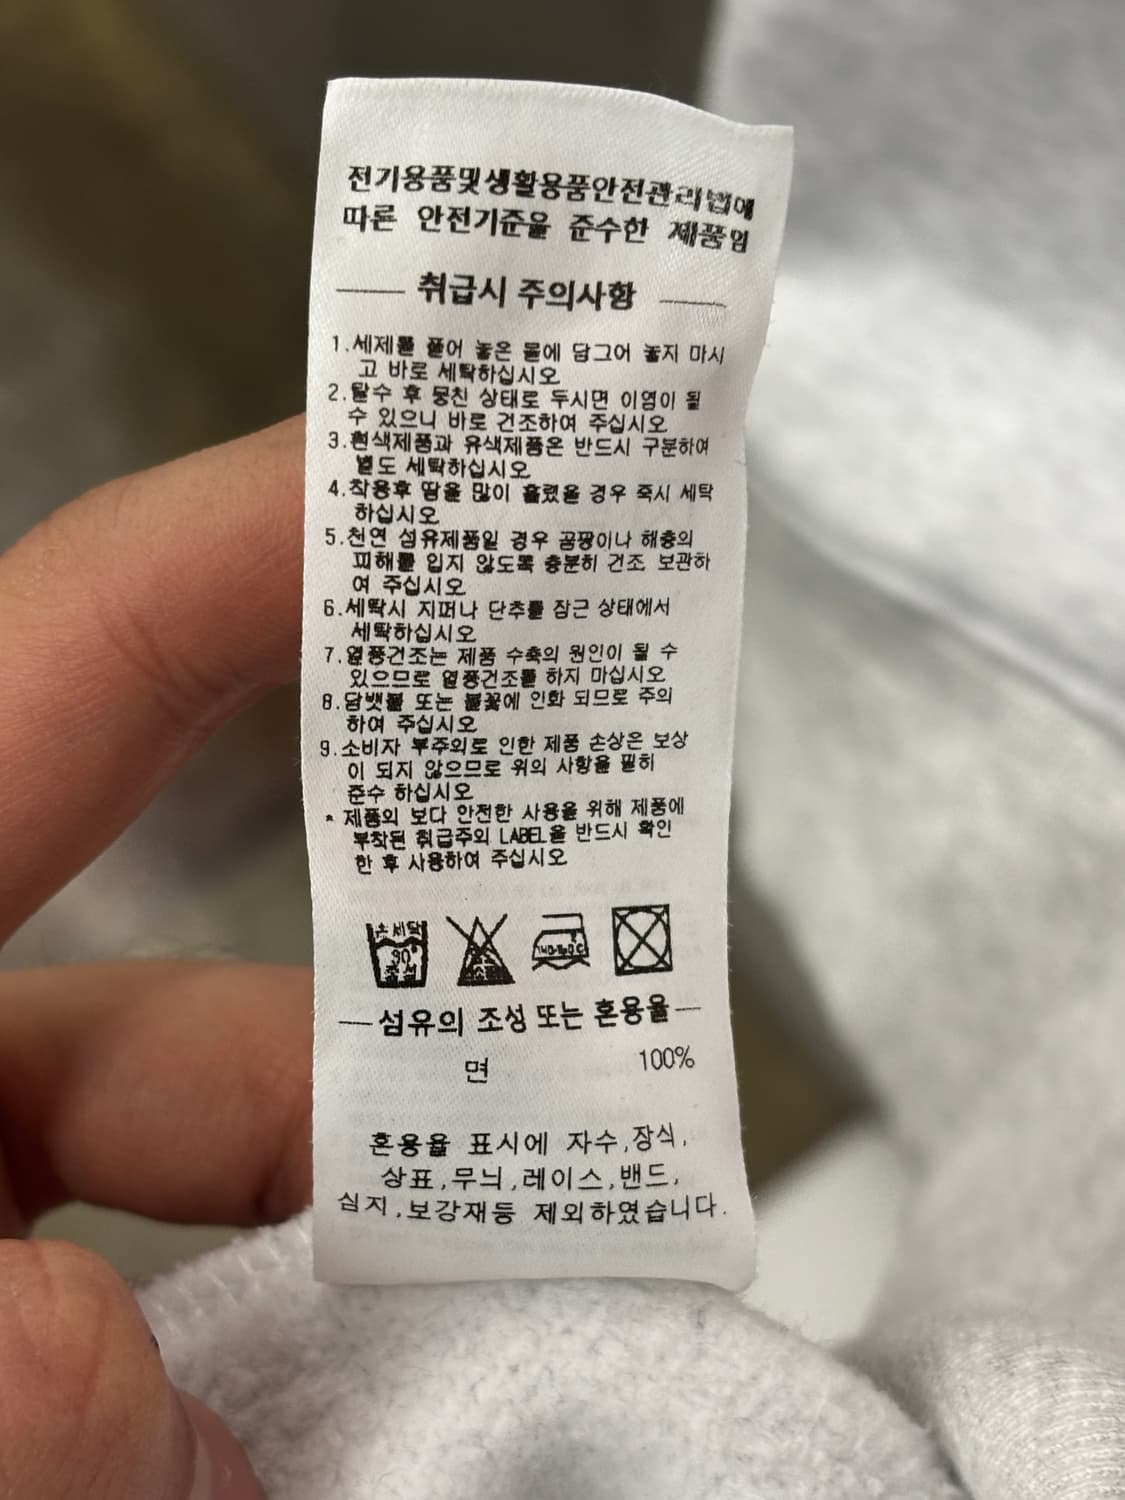 전기용품및생활용품안전관리법에
따른 안전기준을 준수한 제품임
취급시 주의사항
1.세제를 풀어 놓은 물에 담그어 놓지 마시
고 바로 세탁하십시오
2.탈수 후 뭉친 상태로 두시면 이염이 될
수 있으니 바로 건조하여 주십시오
3.흰색제품과 유색제품은 반드시 구분하여
별도 세탁하십시오
4.착용후 땀을 많이 흘렸을 경우 즉시 세탁
하십시오
5.천연 섬유제품일 경우 곰팡이나 해충의
피해를 입지 않도록 충분히 건조 보관하
여 주십시오
6.세탁시 지퍼나 단추를 잠근 상태에서
세탁하십시오
7.열풍건조는 제품 수축의 원인이 될 수
있으므로 열풍건조를 하지 마십시오
8.담뱃불 또는 불꽃에 인화 되므로 주의
하여 주십시오
9.소비자 부주의로 인한 제품 손상은 보상
이 되지 않으므로 위의 사항을 필히
준수 하십시오
* 제품의 보다 안전한 사용을 위해 제품에
부착된 취급주의 LABEL을 반드시 확인
한 후 사용하여 주십시오
손세탁
30°
중성
섬유의 조성 또는 혼용율
면 100%
혼용율 표시에 자수,장식,
상표,무늬,레이스,밴드,
심지,보강재등 제외하였습니다.